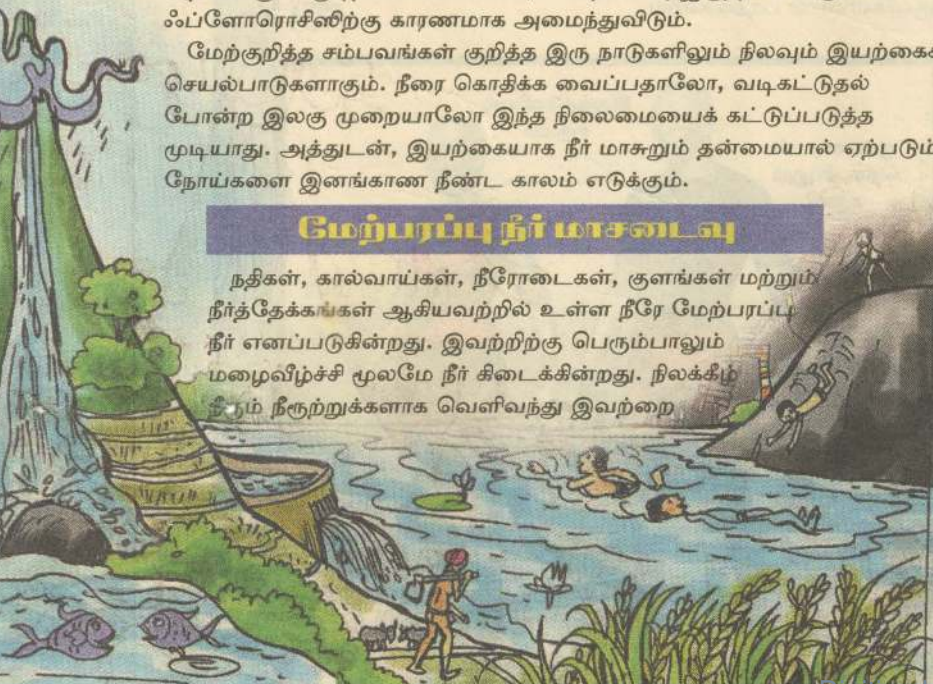 ஃப்ளோரொசிஸிற்கு காரணமாக அமைந்துவிடும்.
மேற்குறித்த சம்பவங்கள் குறித்த இரு நாடுகளிலும் நிலவும் இயற்கைச்
செயல்பாடுகளாகும். நீரை கொதிக்க வைப்பதாலோ, வடிகட்டுதல்
போன்ற இலகு முறையாலோ இந்த நிலைமையைக் கட்டுப்படுத்த
முடியாது. அத்துடன், இயற்கையாக நீர் மாசுறும் தன்மையால் ஏற்படும்
நோய்களை இனங்காண நீண்ட காலம் எடுக்கும்.
மேற்பரப்பு நீர் மாசடைவு
நதிகள், கால்வாய்கள், நீரோடைகள், குளங்கள் மற்றும்
நீர்த்தேக்கங்கள் ஆகியவற்றில் உள்ள நீரே மேற்பரப்பு
நீர் எனப்படுகின்றது. இவற்றிற்கு பெரும்பாலும்
மழைவீழ்ச்சி மூலமே நீர் கிடைக்கின்றது. நிலக்கீழ்
நீரும் நீரூற்றுக்களாக வெளிவந்து இவற்றை